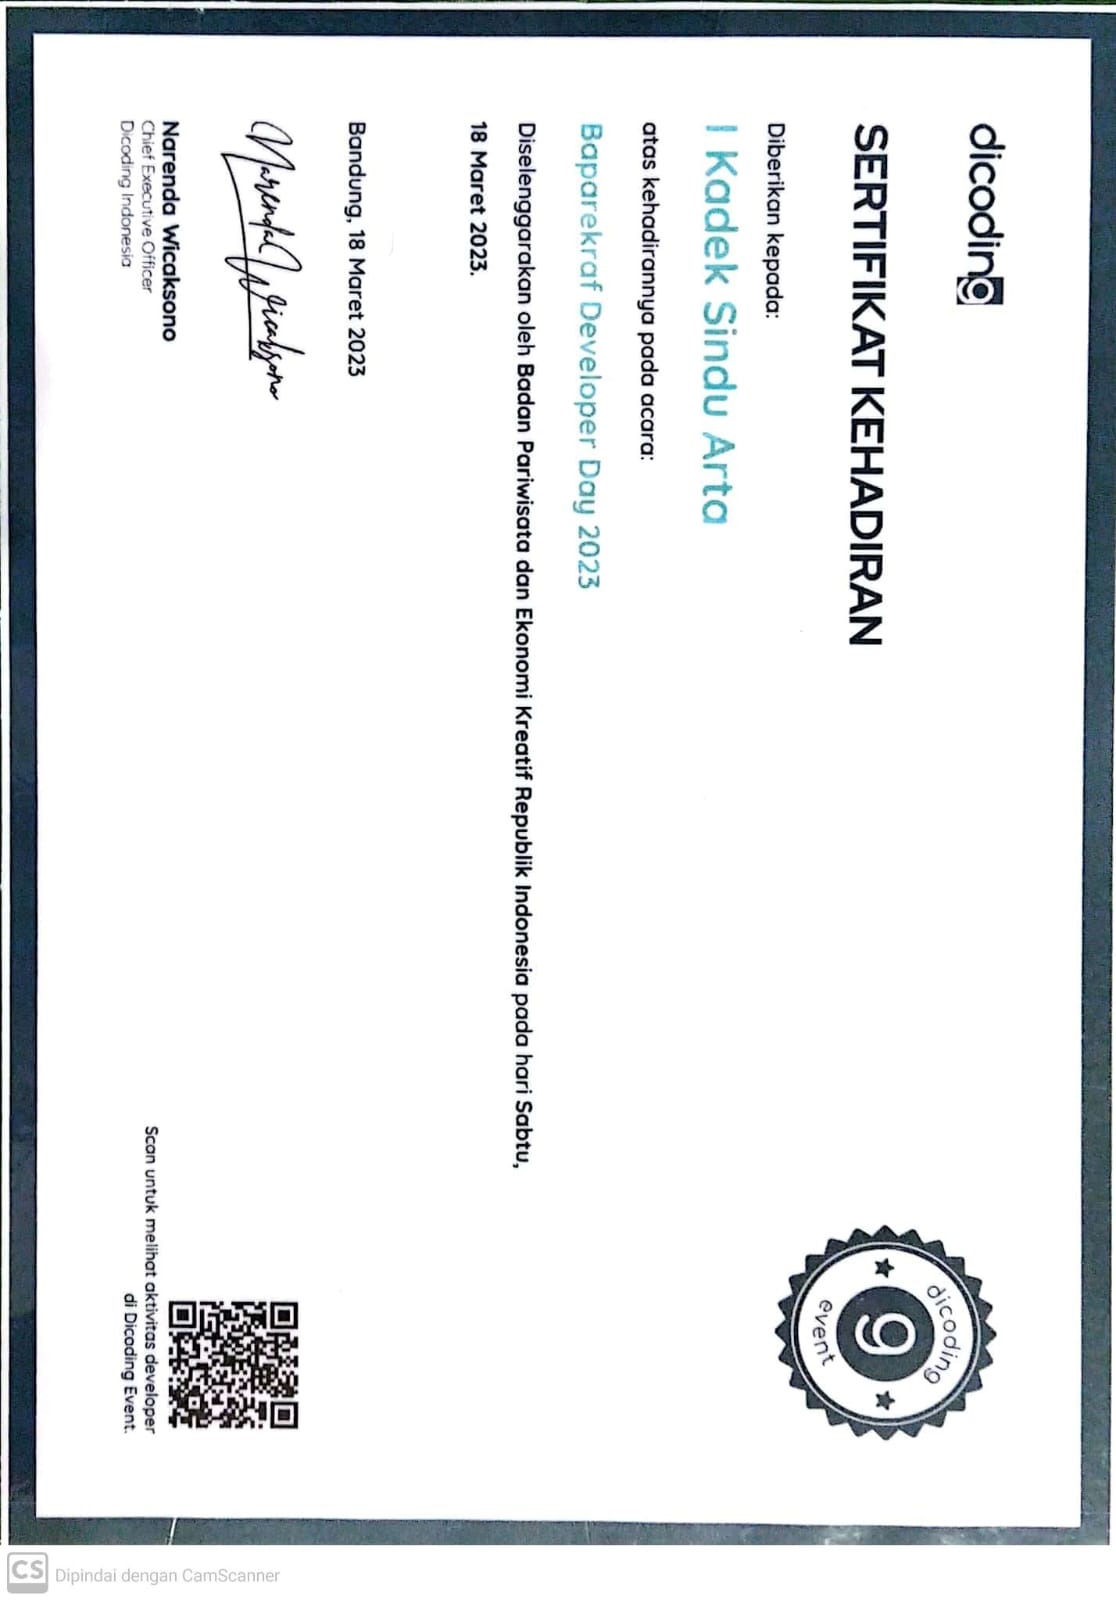 dicoding
SERTIFIKAT KEHADIRAN
dicoding
9
event
Diberikan kepada:
I Kadek Sindu Arta
atas kehadirannya pada acara:
Baparekraf Developer Day 2023
Diselenggarakan oleh Badan Pariwisata dan Ekonomi Kreatif Republik Indonesia pada hari Sabtu,
18 Maret 2023.
Bandung, 18 Maret 2023
Narenda Wicaksono
Narenda Wicaksono
Chief Executive Officer
Dicoding Indonesia
Scan untuk melihat aktivitas developer
di Dicoding Event.
CS Dipindai dengan CamScanner